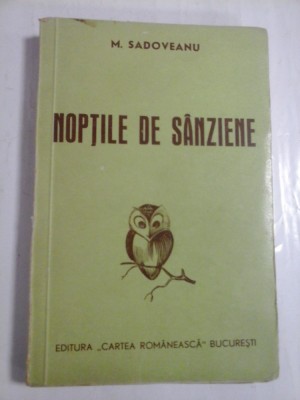 M. SADOVEANU
NOPȚILE DE SÂNZIENE
EDITURA „CARTEA ROMÂNEASCĂ" BUCUREȘTI